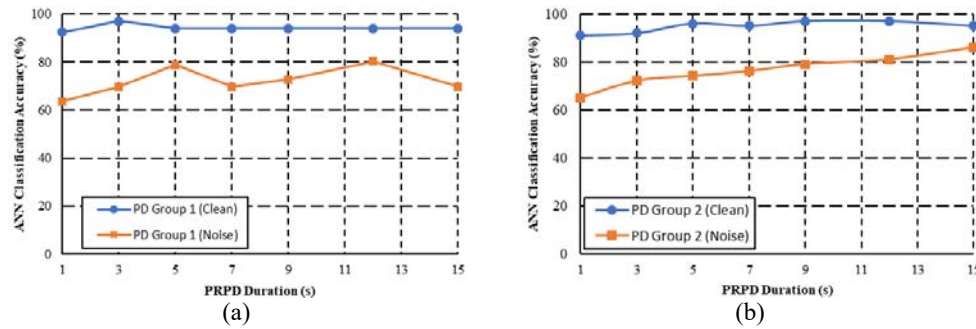 ANN Classification Accuracy (%)
100
80
60
40
20
0
PD Group 1 (Clean)
PD Group 1 (Noise)
1 3 5 7 9 11 13 15
PRPD Duration (s)
(a)
ANN Classification Accuracy (%)
100
80
60
40
20
0
PD Group 2 (Clean)
PD Group 2 (Noise)
1 3 5 7 9 11 13 15
PRPD Duration (s)
(b)